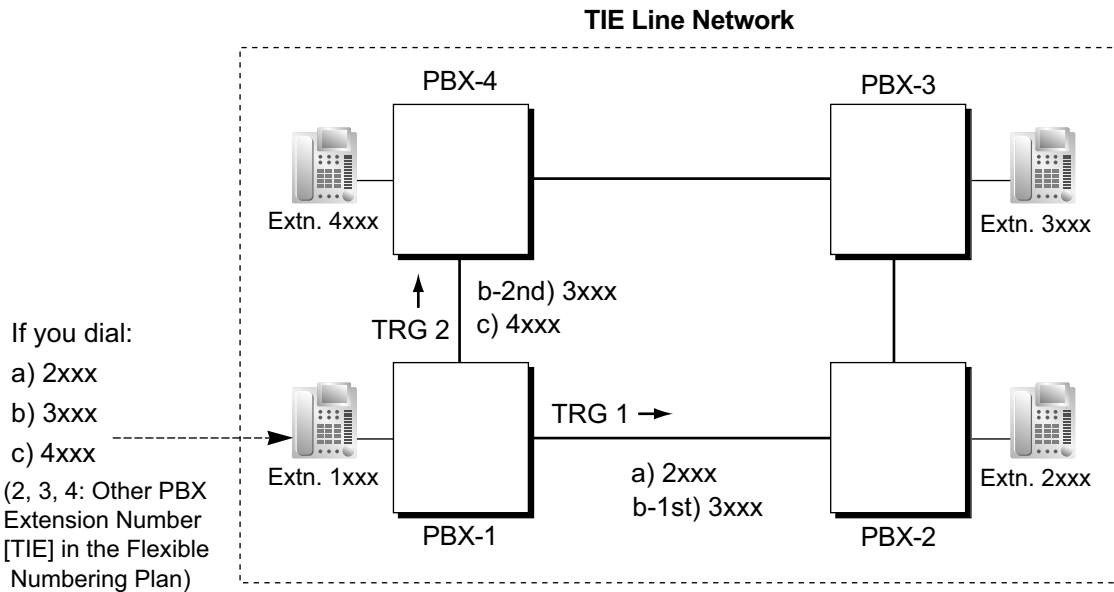 TIE Line Network
PBX-4
PBX-3
Extn. 4xxx
Extn. 3xxx
b-2nd) 3xxx
TRG 2
c) 4xxx
If you dial:
a) 2xxx
b) 3xxx
c) 4xxx
(2, 3, 4: Other PBX
Extension Number
[TIE] in the Flexible
Numbering Plan)
TRG 1
Extn. 1xxx
a) 2xxx
b-1st) 3xxx
Extn. 2xxx
PBX-1
PBX-2